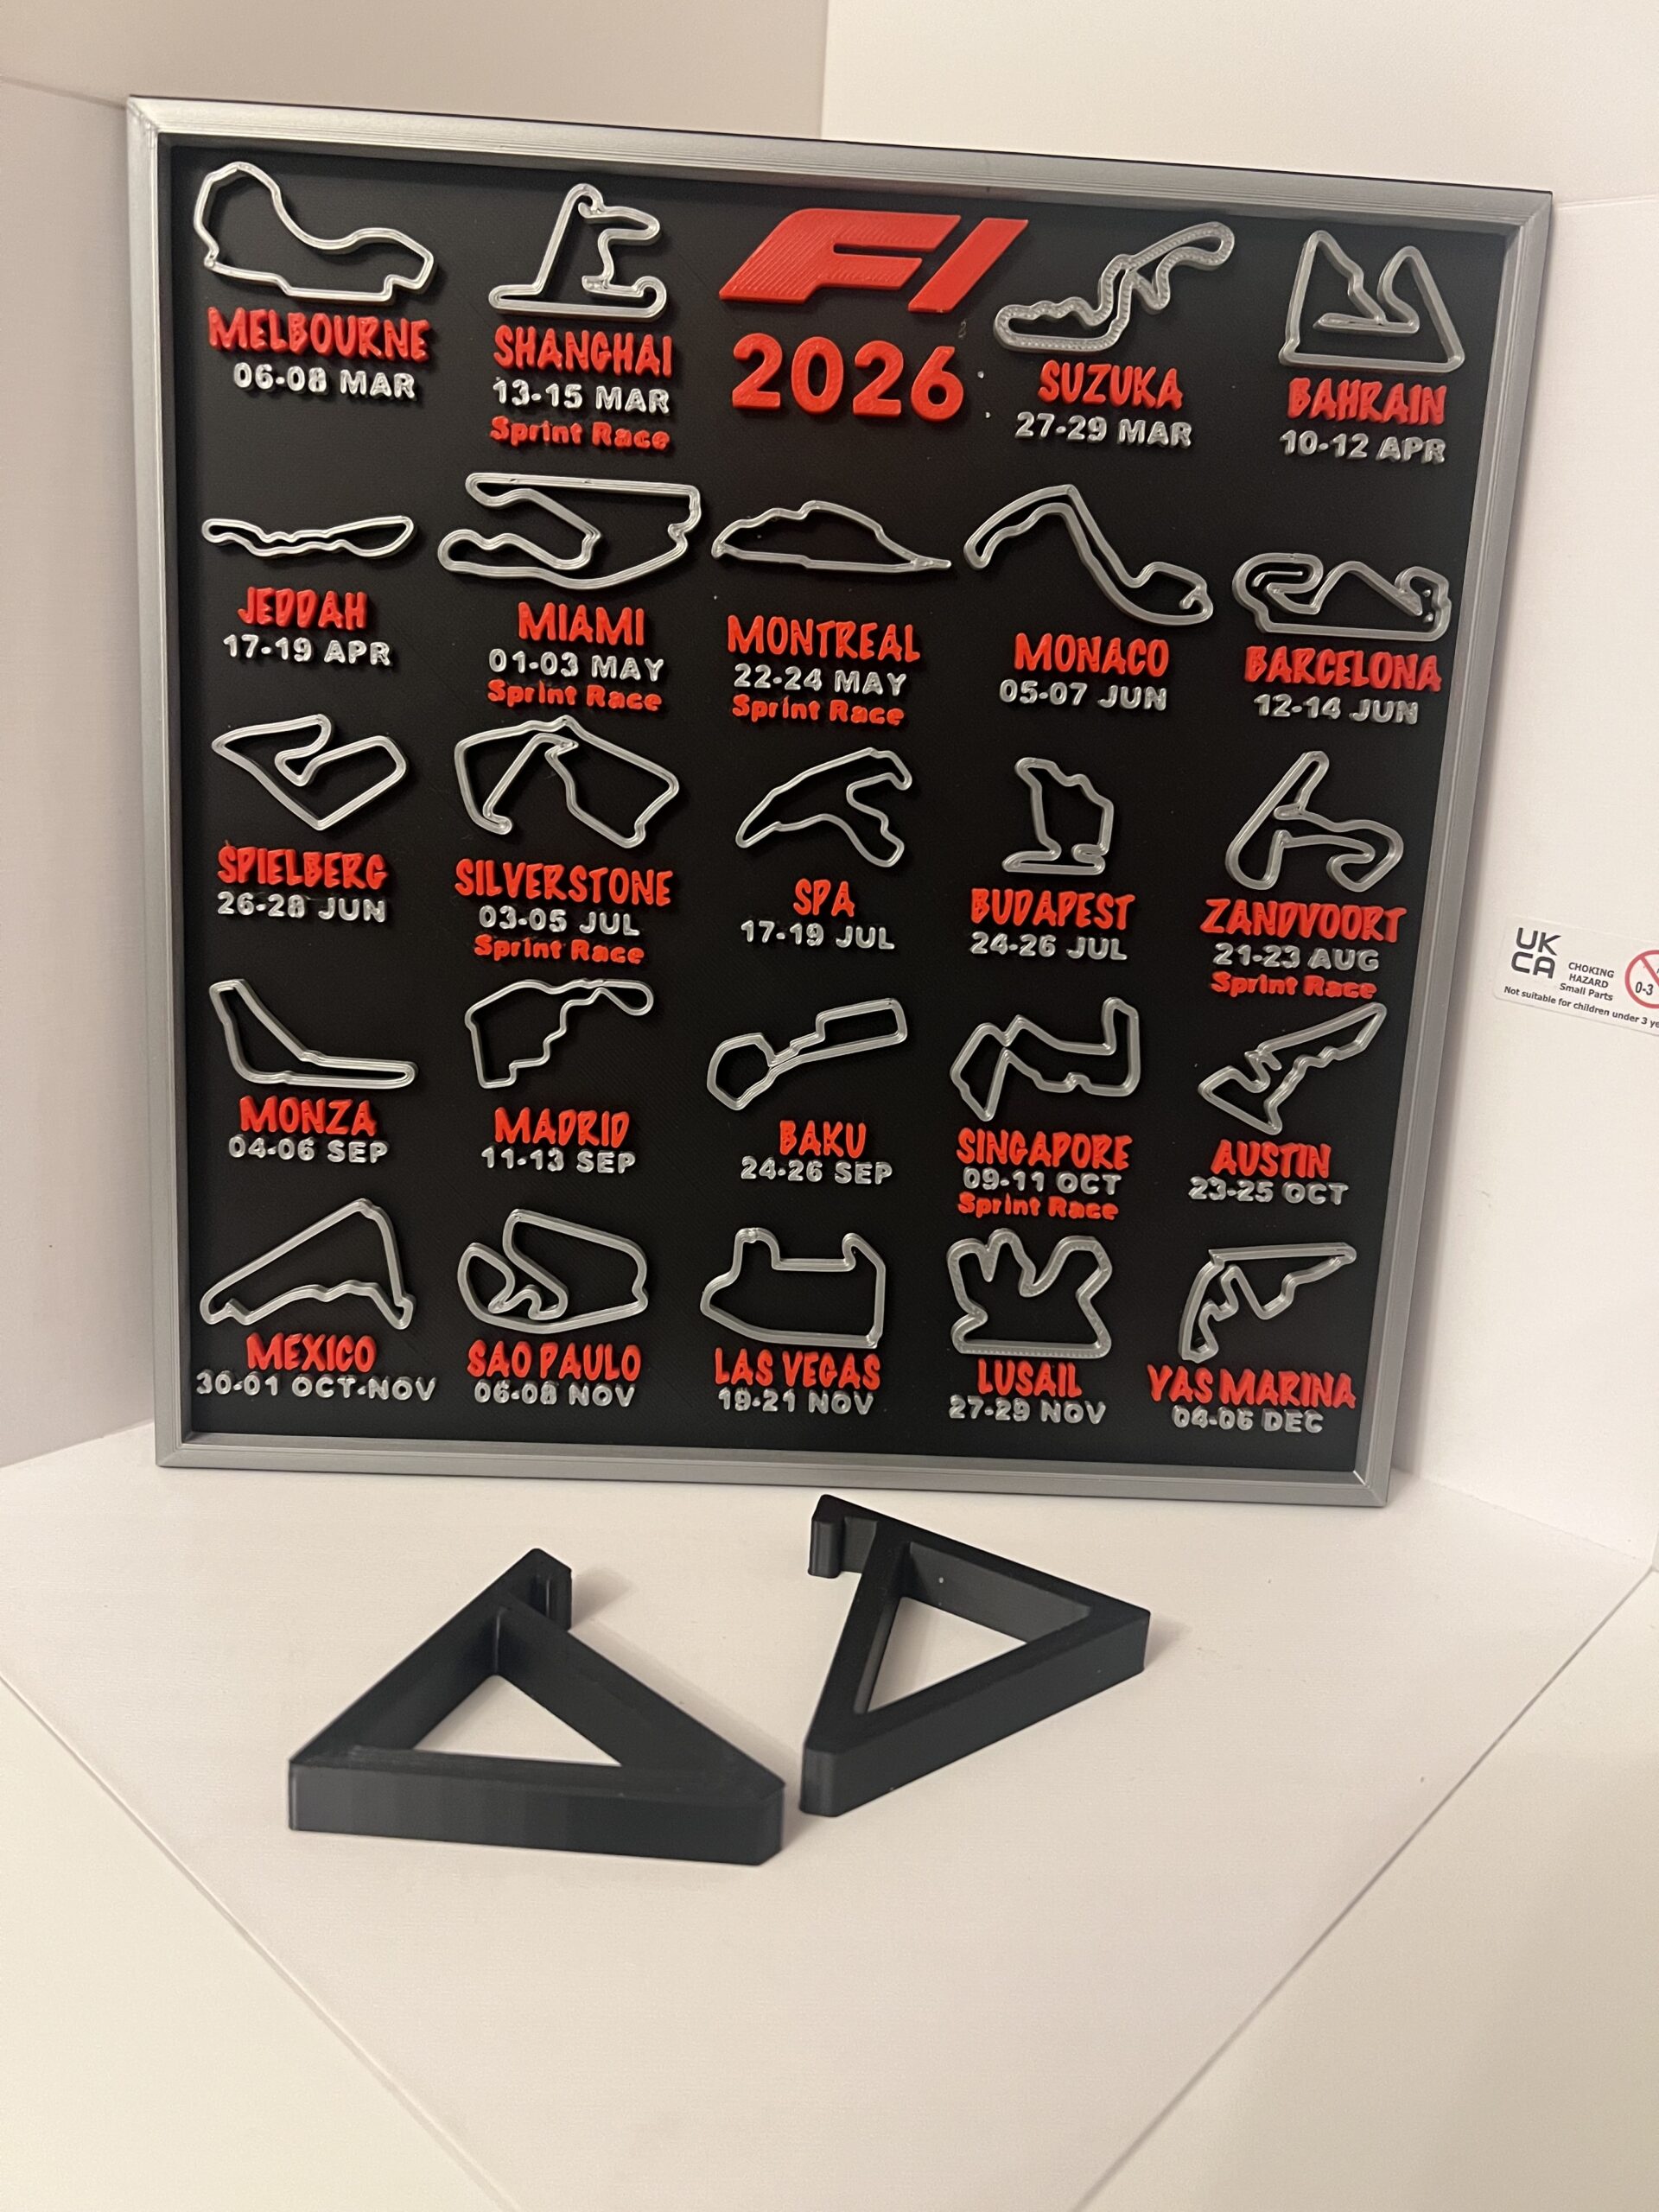 MELBOURNE
06-08 MAR
SHANGHAI
13-15 MAR
Sprint Race
F1
2026
SUZUKA
27-29 MAR
BAHRAIN
10-12 APR
JEDDAH
17-19 APR
MIAMI
01-03 MAY
Sprint Race
MONTREAL
22-24 MAY
Sprint Race
MONACO
05-07 JUN
BARCELONA
12-14 JUN
SPIELBERG
26-28 JUN
SILVERSTONE
03-05 JUL
Sprint Race
SPA
17-19 JUL
BUDAPEST
24-26 JUL
ZANDVOORT
21-23 AUG
Sprint Race
MONZA
04-06 SEP
MADRID
11-13 SEP
BAKU
24-26 SEP
SINGAPORE
09-11 OCT
Sprint Race
AUSTIN
23-25 OCT
MEXICO
30-01 OCT-NOV
SAO PAULO
06-08 NOV
LAS VEGAS
19-21 NOV
LUSAIL
27-29 NOV
YAS MARINA
04-06 DEC
UK
CA
CHOKING
HAZARD
Small Parts
0-3
Not suitable for children under 3